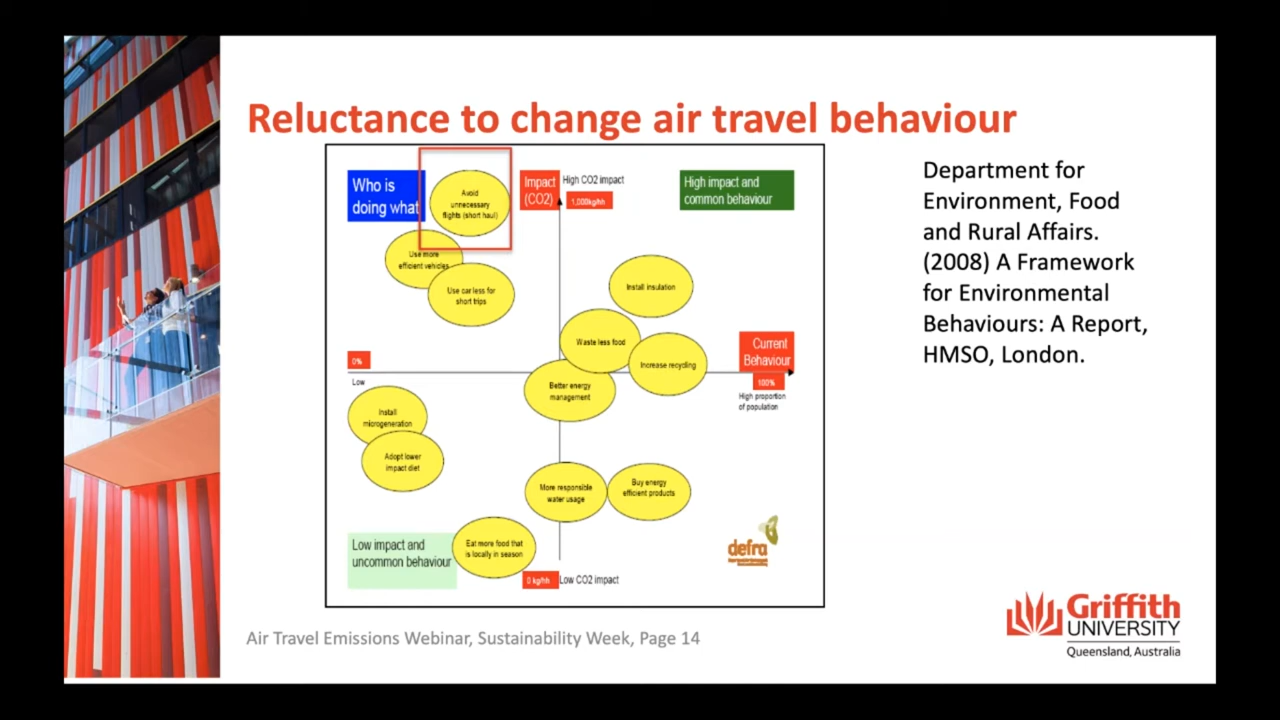 Reluctance to change air travel behaviour
Who is
doing what
Avoid
unnecessary
flights (short haul)
Impact
(CO2)
High CO2 impact
1,000kg/hh
High impact and
common behaviour
Use more
efficient vehicles
Use car less for
short trips
Install insulation
Waste less food
Increase recycling
Current
Behaviour
0%
Low
100%
High proportion
of population
Better energy
management
Install
microgeneration
Adopt lower
impact diet
More responsible
water usage
Buy energy
efficient products
Low impact and
uncommon behaviour
Eat more food that
is locally in season
0 kg/hh
Low CO2 impact
defra
Department for
Environment, Food
and Rural Affairs.
(2008) A Framework
for Environmental
Behaviours: A Report,
HMSO, London.
Air Travel Emissions Webinar, Sustainability Week, Page 14
Griffith
UNIVERSITY
Queensland, Australia